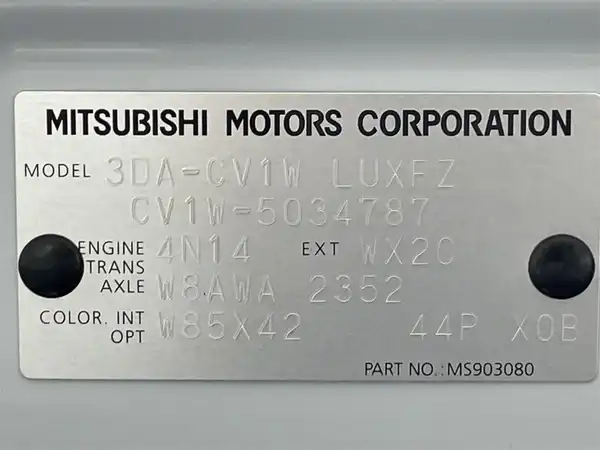 MITSUBISHI MOTORS CORPORATION
MODEL 3DA-CV1W LUXFZ
CV1W-5034787
ENGINE 4N14 EXT WX20
TRANS
AXLE W8AWA 2352
COLOR. INT W85X42 44P X0B
OPT
PART NO.:MS903080